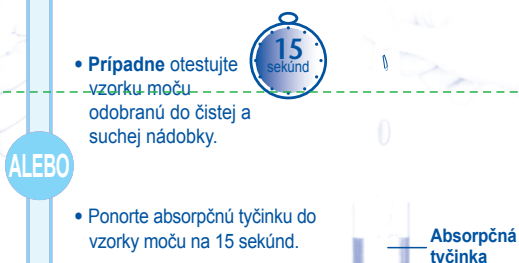 15
sekúnd
• Prípadne otestujte
vzorku moču
odobranú do čistej a
suchej nádobky.
ALEBO
• Ponorte absorpčnú tyčinku do
vzorky moču na 15 sekúnd.
Absorpčná
tyčinka